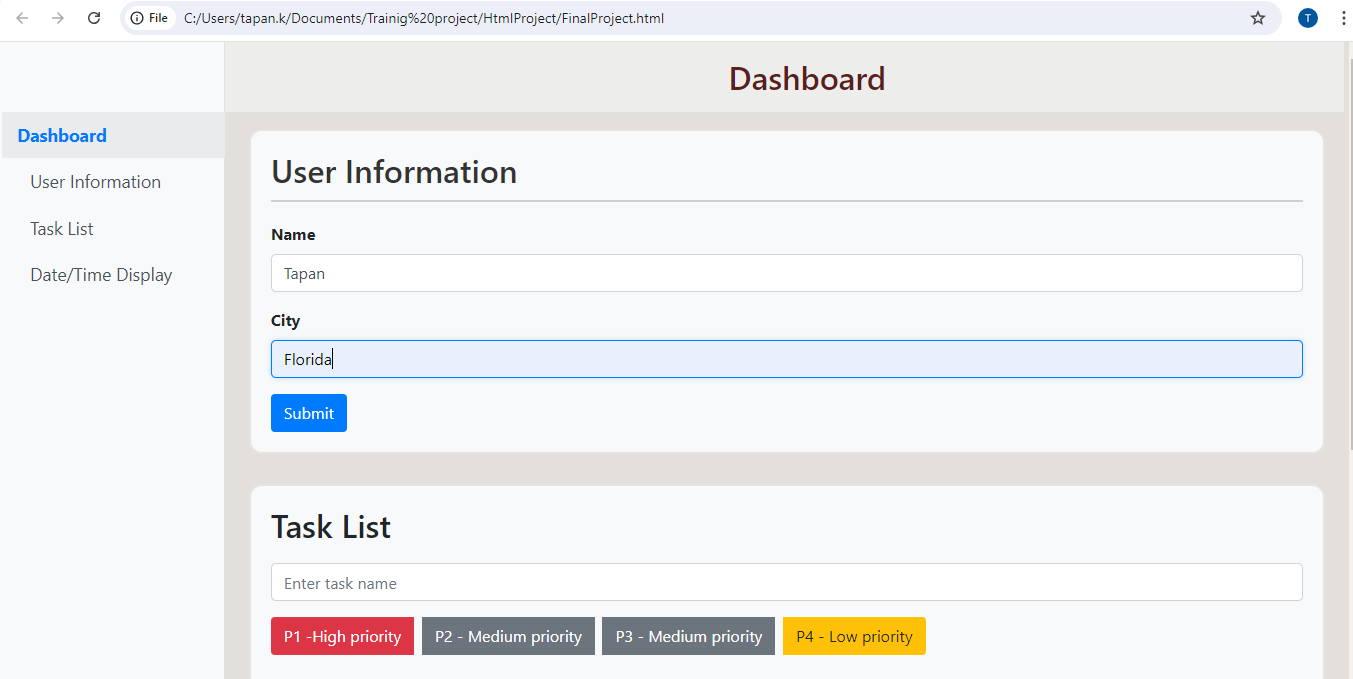 File C:/Users/tapan.k/Documents/Trainig%20project/HtmlProject/FinalProject.html T
Dashboard
Dashboard
User Information
Task List
Date/Time Display
User Information
Name
Tapan
City
Florida
Submit
Task List
Enter task name
P1 -High priority P2 - Medium priority P3 - Medium priority P4 - Low priority